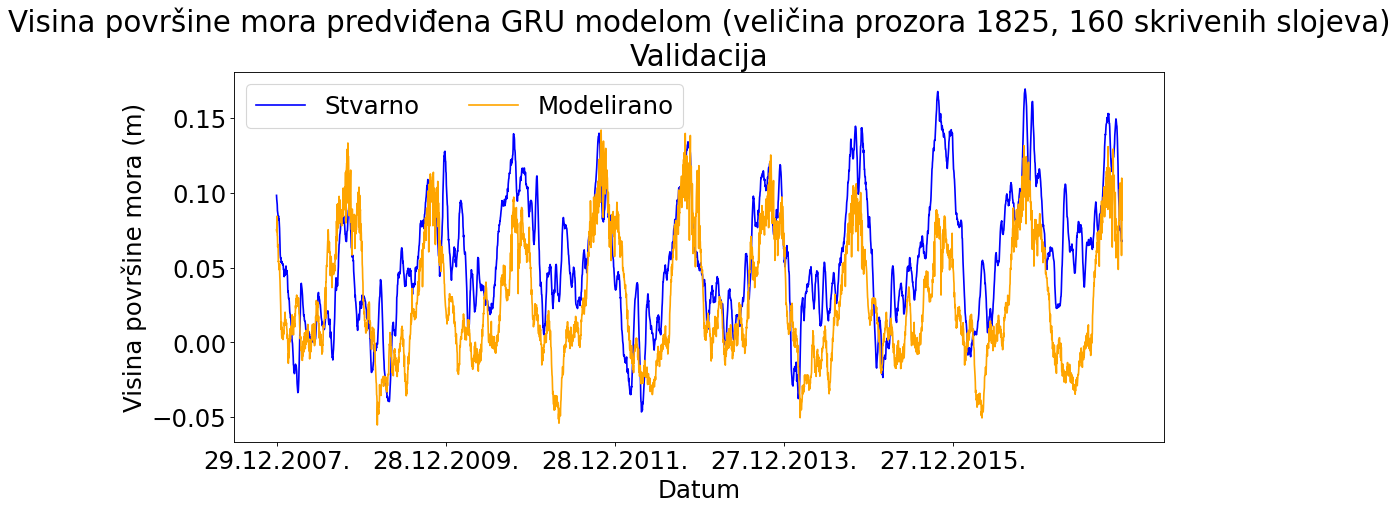 Visina površine mora predviđena GRU modelom (veličina prozora 1825, 160 skrivenih slojeva)
Validacija
Stvarno
Modelirano
Visina površine mora (m)
0.15
0.10
0.05
0.00
−0.05
29.12.2007.
28.12.2009.
28.12.2011.
27.12.2013.
27.12.2015.
Datum